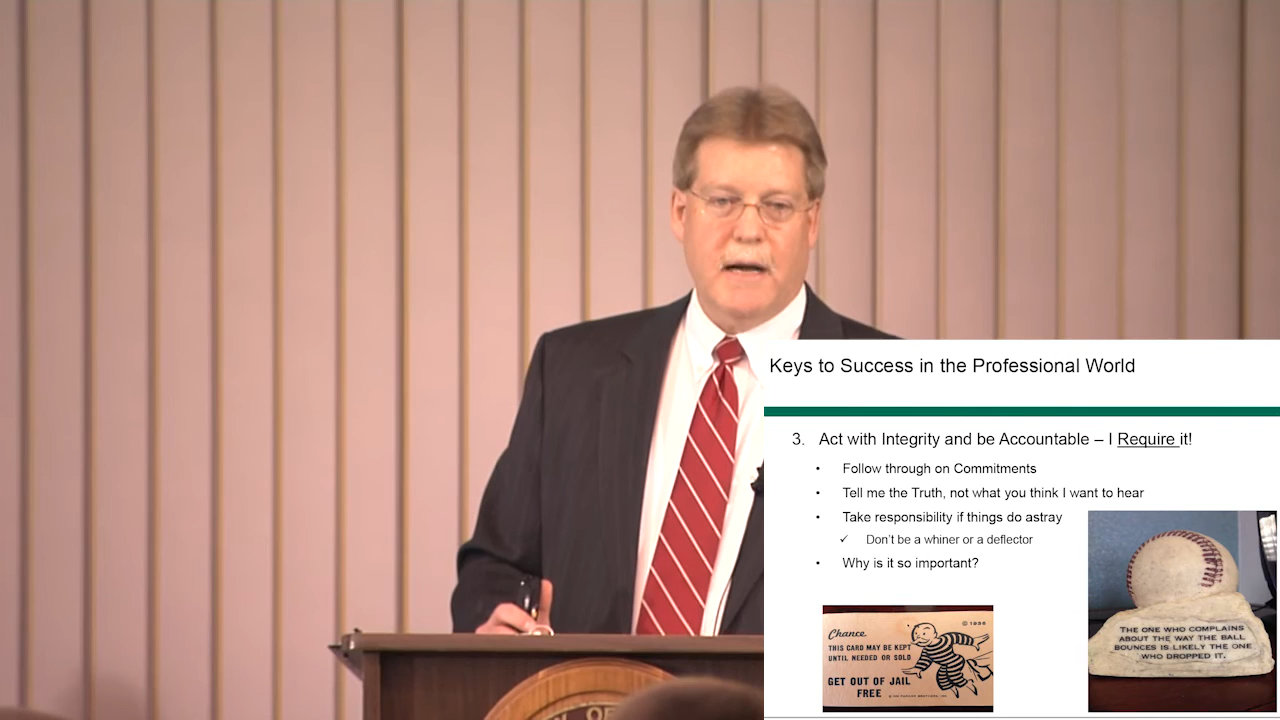 Keys to Success in the Professional World
3. Act with Integrity and be Accountable – I Require it!
• Follow through on Commitments
• Tell me the Truth, not what you think I want to hear
• Take responsibility if things do astray
✓ Don't be a whiner or a deflector
• Why is it so important?
© 1936
Chance
THIS CARD MAY BE KEPT
UNTIL NEEDED OR SOLD
GET OUT OF JAIL
FREE
THE ONE WHO COMPLAINS
ABOUT THE WAY THE BALL
BOUNCES IS LIKELY THE ONE
WHO DROPPED IT.
OF